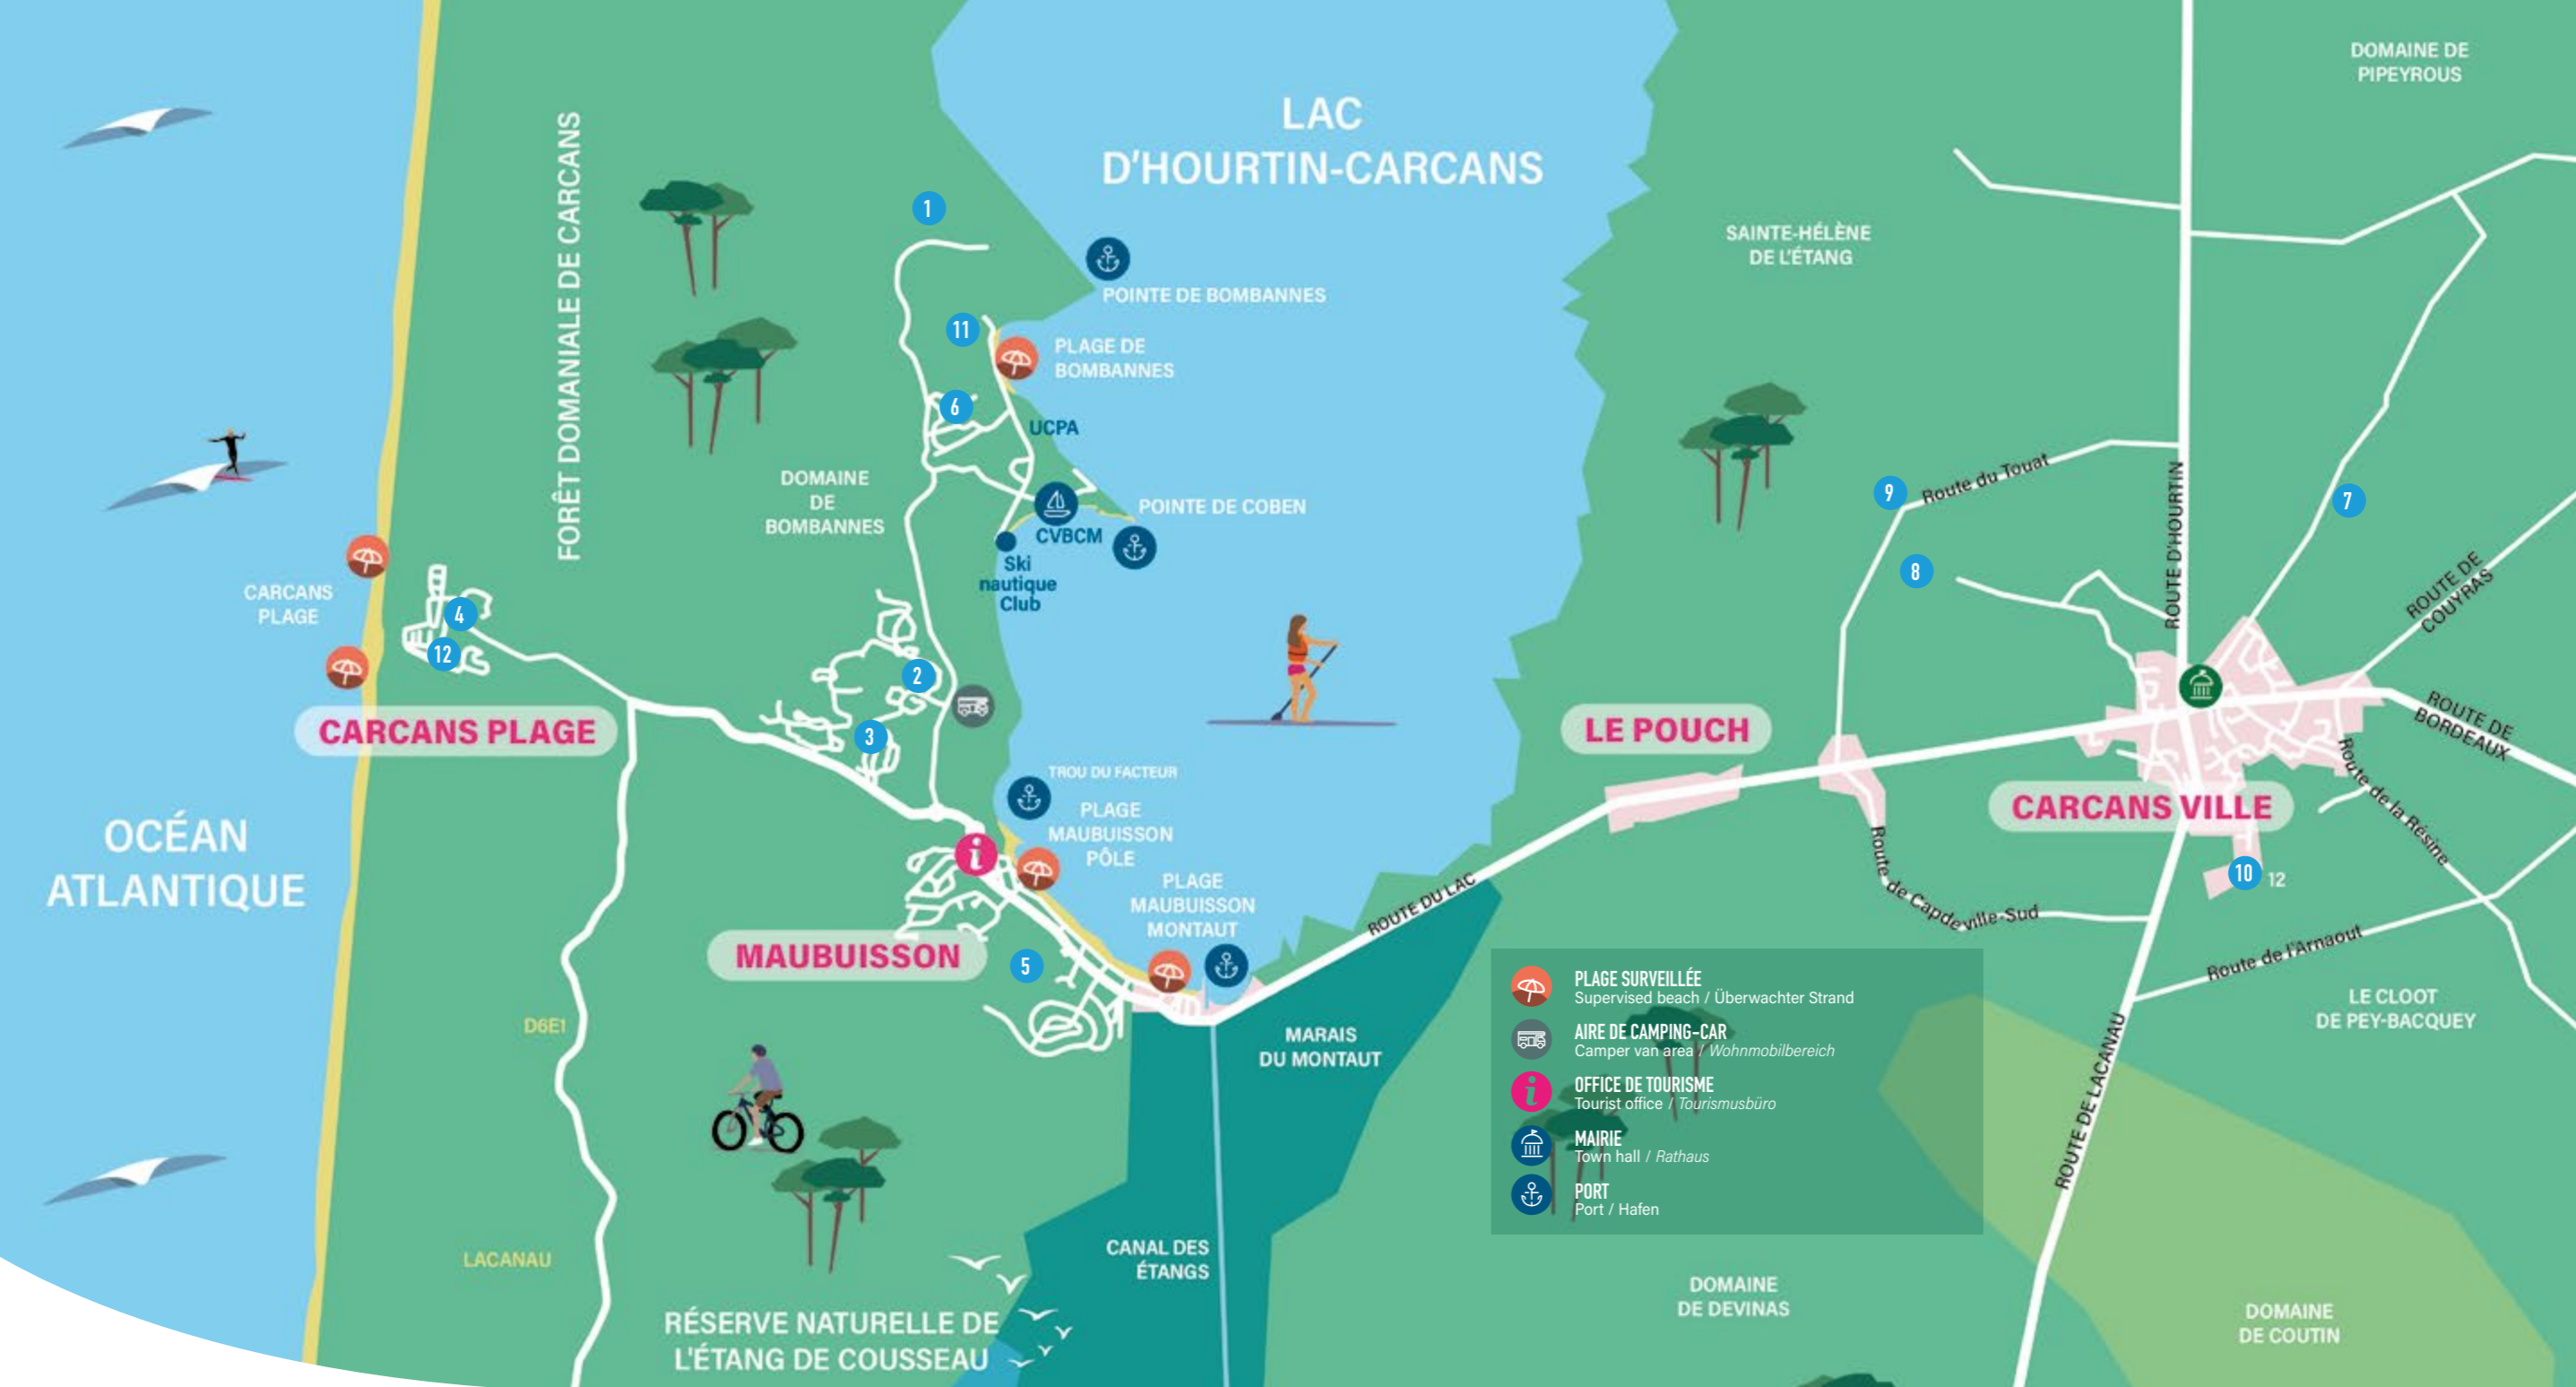 DOMAINE DE
PIPEYROUS
LAC
D'HOURTIN-CARCANS
FORÊT DOMANIALE DE CARCANS
1
SAINTE-HÉLÈNE
DE L'ÉTANG
POINTE DE BOMBANNES
11
PLAGE DE
BOMBANNES
6
UCPA
DOMAINE
DE
BOMBANNES
POINTE DE COBEN
CVBCM
Ski
nautique
Club
9
Route du Touat
ROUTE D'HOURTIN
7
8
ROUTE DE
COUYRAS
CARCANS
PLAGE
4
12
2
3
CARCANS PLAGE
LE POUCH
ROUTE DE
BORDEAUX
TROU DU FACTEUR
PLAGE
MAUBUISSON
PÔLE
CARCANS VILLE
Route de la Résine
OCÉAN
ATLANTIQUE
i
PLAGE
MAUBUISSON
MONTAUT
ROUTE DU LAC
Route de Capdeville-Sud
10
12
MAUBUISSON
5
Route de l'Arnaout
D6E1
MARAIS
DU MONTAUT
LE CLOOT
DE PEY-BACQUEY
ROUTE DE LACANAU
PLAGE SURVEILLÉE
Supervised beach / Überwachter Strand
AIRE DE CAMPING-CAR
Camper van area / Wohnmobilbereich
i
OFFICE DE TOURISME
Tourist office / Tourismusbüro
MAIRIE
Town hall / Rathaus
PORT
Port / Hafen
LACANAU
CANAL DES
ÉTANGS
RÉSERVE NATURELLE DE
L'ÉTANG DE COUSSEAU
DOMAINE
DE DEVINAS
DOMAINE
DE COUTIN